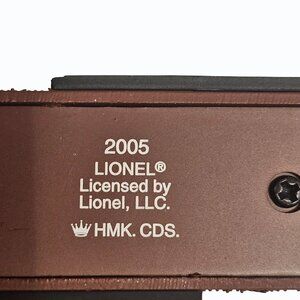 2005
LIONEL®
Licensed by
Lionel, LLC.
HMK. CDS.